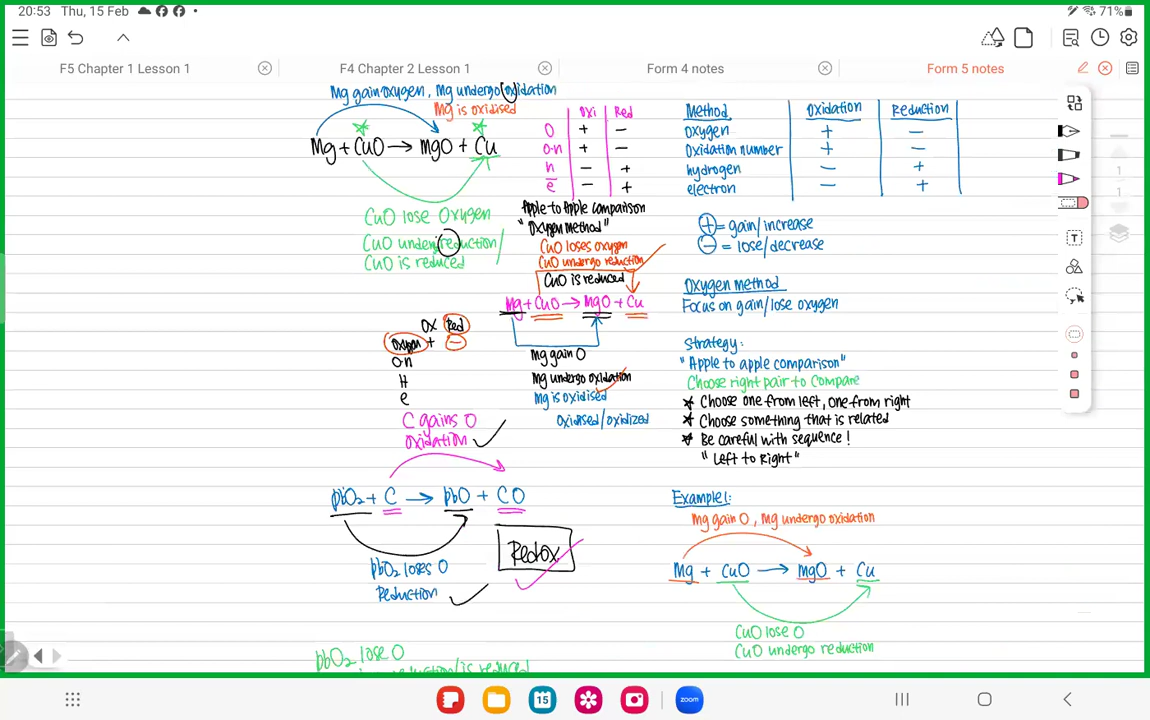 20:53 Thu, 15 Feb
71%
F5 Chapter 1 Lesson 1
F4 Chapter 2 Lesson 1
Form 4 notes
Form 5 notes
Mg gain oxygen, Mg undergo oxidation
Mg is oxidised
Mg + CuO → MgO + Cu
CuO lose Oxygen
CuO undergo reduction/
CuO is reduced
Oxi Red
O + -
O.n + -
h - +
e - +
Apple to Apple comparison
"Oxygen method"
CuO loses oxygen
CuO undergo reduction
CuO is reduced
Mg + CuO → MgO + Cu
Mg gain O
Mg undergo oxidation
Mg is oxidised
Oxidised/oxidized
OX Red
Oxygen + -
O.n
H
e
C gains O
oxidation
pbO₂ + C → pbO + CO
pbO₂ loses O
Reduction
Redox
pbO₂ lose O
reduction/is reduced
Method Oxidation Reduction
oxygen + -
Oxidation number + -
hydrogen - +
electron - +
+ = gain/increase
- = lose/decrease
Oxygen method
Focus on gain/lose oxygen
Strategy:
"Apple to apple comparison"
Choose right pair to compare
* Choose one from left, one from right
* Choose something that is related
* Be careful with sequence!
"Left to Right"
Example 1:
Mg gain O, Mg undergo oxidation
Mg + CuO → MgO + Cu
CuO lose O
CuO undergo reduction
T
1
1
15
zoom